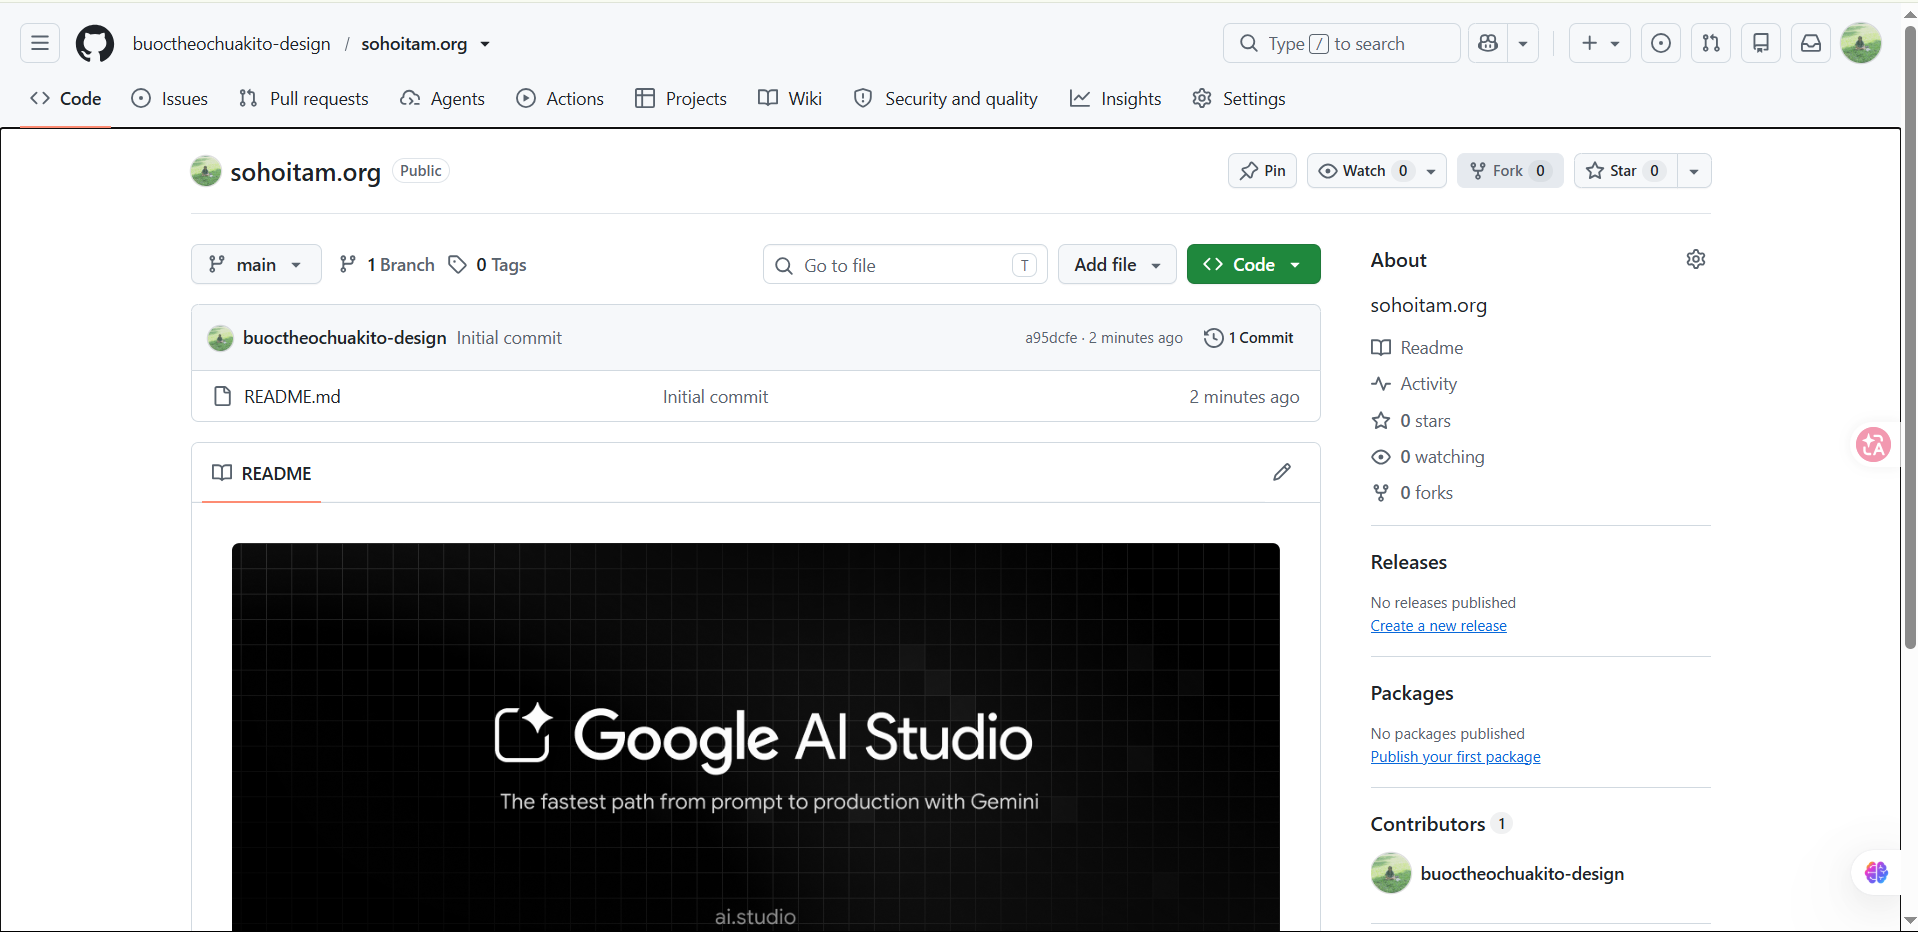 buoctheochuakito-design / sohoitam.org
Type / to search
Code
Issues
Pull requests
Agents
Actions
Projects
Wiki
Security and quality
Insights
Settings
sohoitam.org
Public
Pin
Watch 0
Fork 0
Star 0
main
1 Branch
0 Tags
Go to file
T
Add file
Code
buoctheochuakito-design Initial commit
a95dcfe · 2 minutes ago
1 Commit
README.md
Initial commit
2 minutes ago
README
Google AI Studio
The fastest path from prompt to production with Gemini
ai.studio
About
sohoitam.org
Readme
Activity
0 stars
0 watching
0 forks
Releases
No releases published
Create a new release
Packages
No packages published
Publish your first package
Contributors 1
buoctheochuakito-design